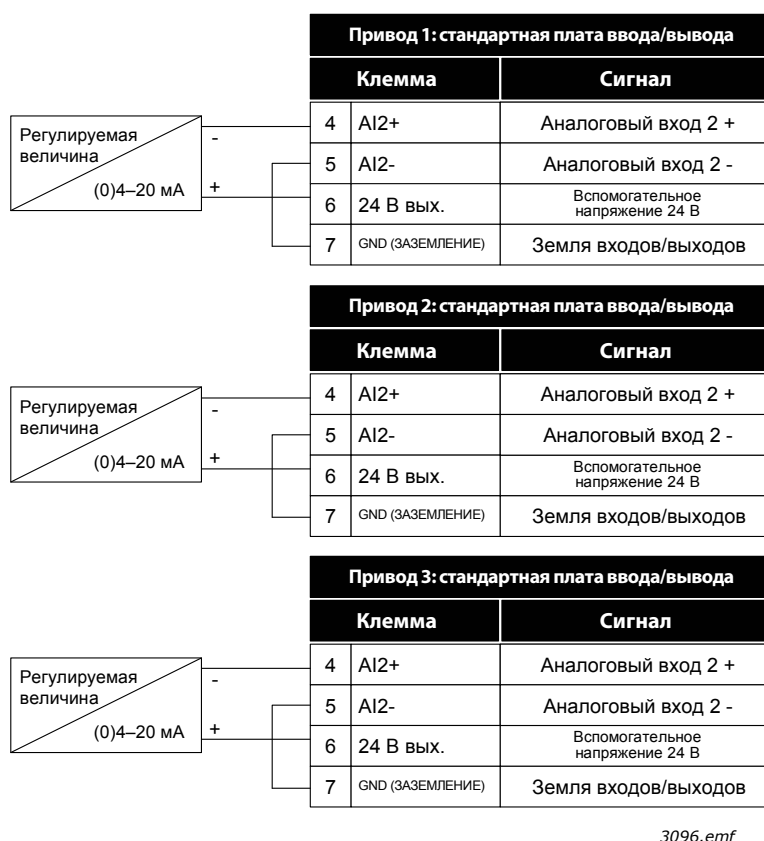 Привод 1: стандартная плата ввода/вывода
Клемма Сигнал
Регулируемая
величина
(0)4–20 мА
-
+
4 AI2+ Аналоговый вход 2 +
5 AI2- Аналоговый вход 2 -
6 24 В вых. Вспомогательное
напряжение 24 В
7 GND (ЗАЗЕМЛЕНИЕ) Земля входов/выходов
Привод 2: стандартная плата ввода/вывода
Клемма Сигнал
Регулируемая
величина
(0)4–20 мА
-
+
4 AI2+ Аналоговый вход 2 +
5 AI2- Аналоговый вход 2 -
6 24 В вых. Вспомогательное
напряжение 24 В
7 GND (ЗАЗЕМЛЕНИЕ) Земля входов/выходов
Привод 3: стандартная плата ввода/вывода
Клемма Сигнал
Регулируемая
величина
(0)4–20 мА
-
+
4 AI2+ Аналоговый вход 2 +
5 AI2- Аналоговый вход 2 -
6 24 В вых. Вспомогательное
напряжение 24 В
7 GND (ЗАЗЕМЛЕНИЕ) Земля входов/выходов
3096.emf